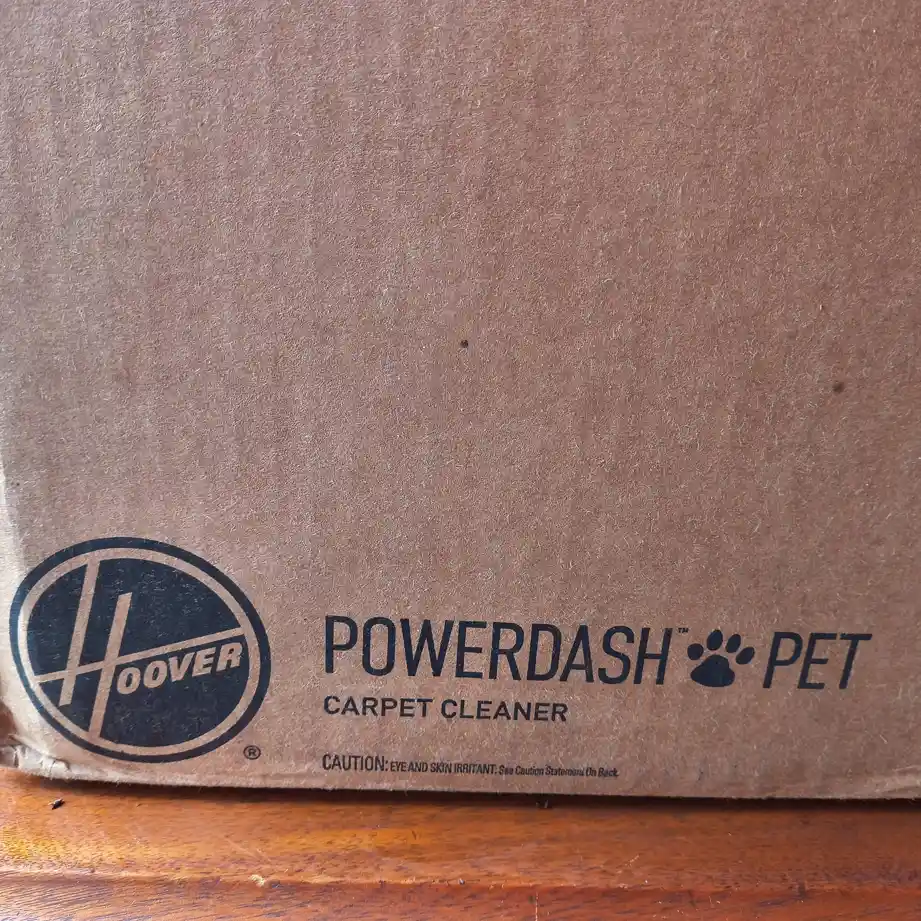 HOOVER
®
POWERDASH™ PET
CARPET CLEANER
CAUTION: EYE AND SKIN IRRITANT. See Caution Statement On Back.